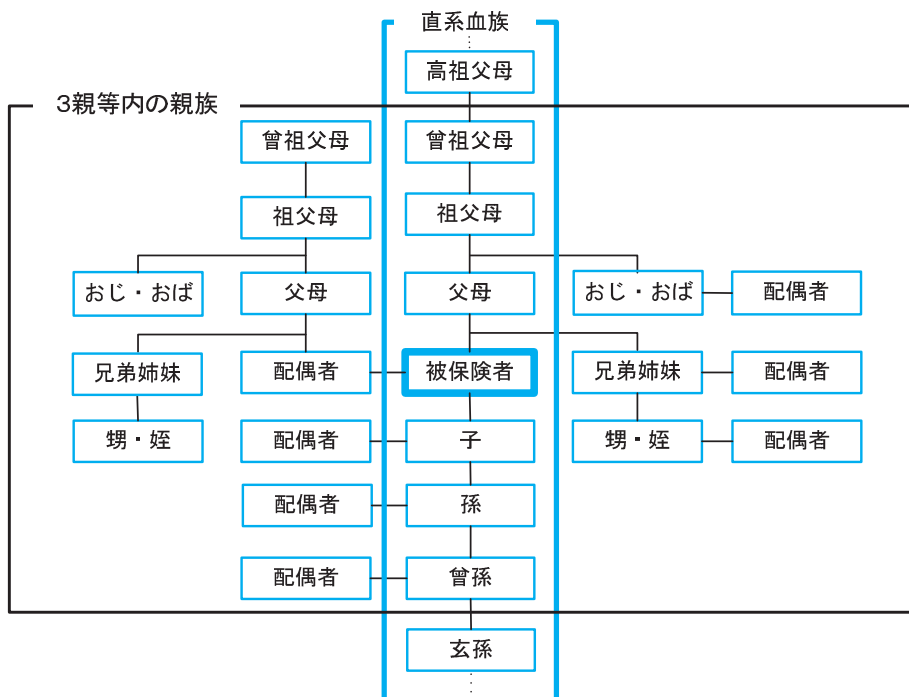 直系血族
高祖父母
3親等内の親族
曾祖父母
曾祖父母
祖父母
祖父母
おじ・おば
父母
父母
おじ・おば
配偶者
兄弟姉妹
配偶者
被保険者
兄弟姉妹
配偶者
甥・姪
配偶者
子
甥・姪
配偶者
配偶者
孫
配偶者
曾孫
玄孫